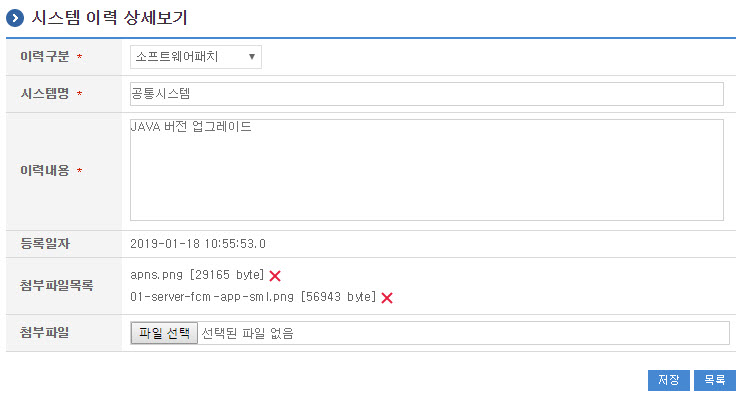 시스템 이력 상세보기
이력구분 *
소프트웨어패치
시스템명 *
공통시스템
이력내용 *
JAVA 버전 업그레이드
등록일자
2019-01-18 10:55:53.0
첨부파일목록
apns.png [29165 byte]
01-server-fcm-app-sml.png [56943 byte]
첨부파일
파일 선택 선택된 파일 없음
저장 목록